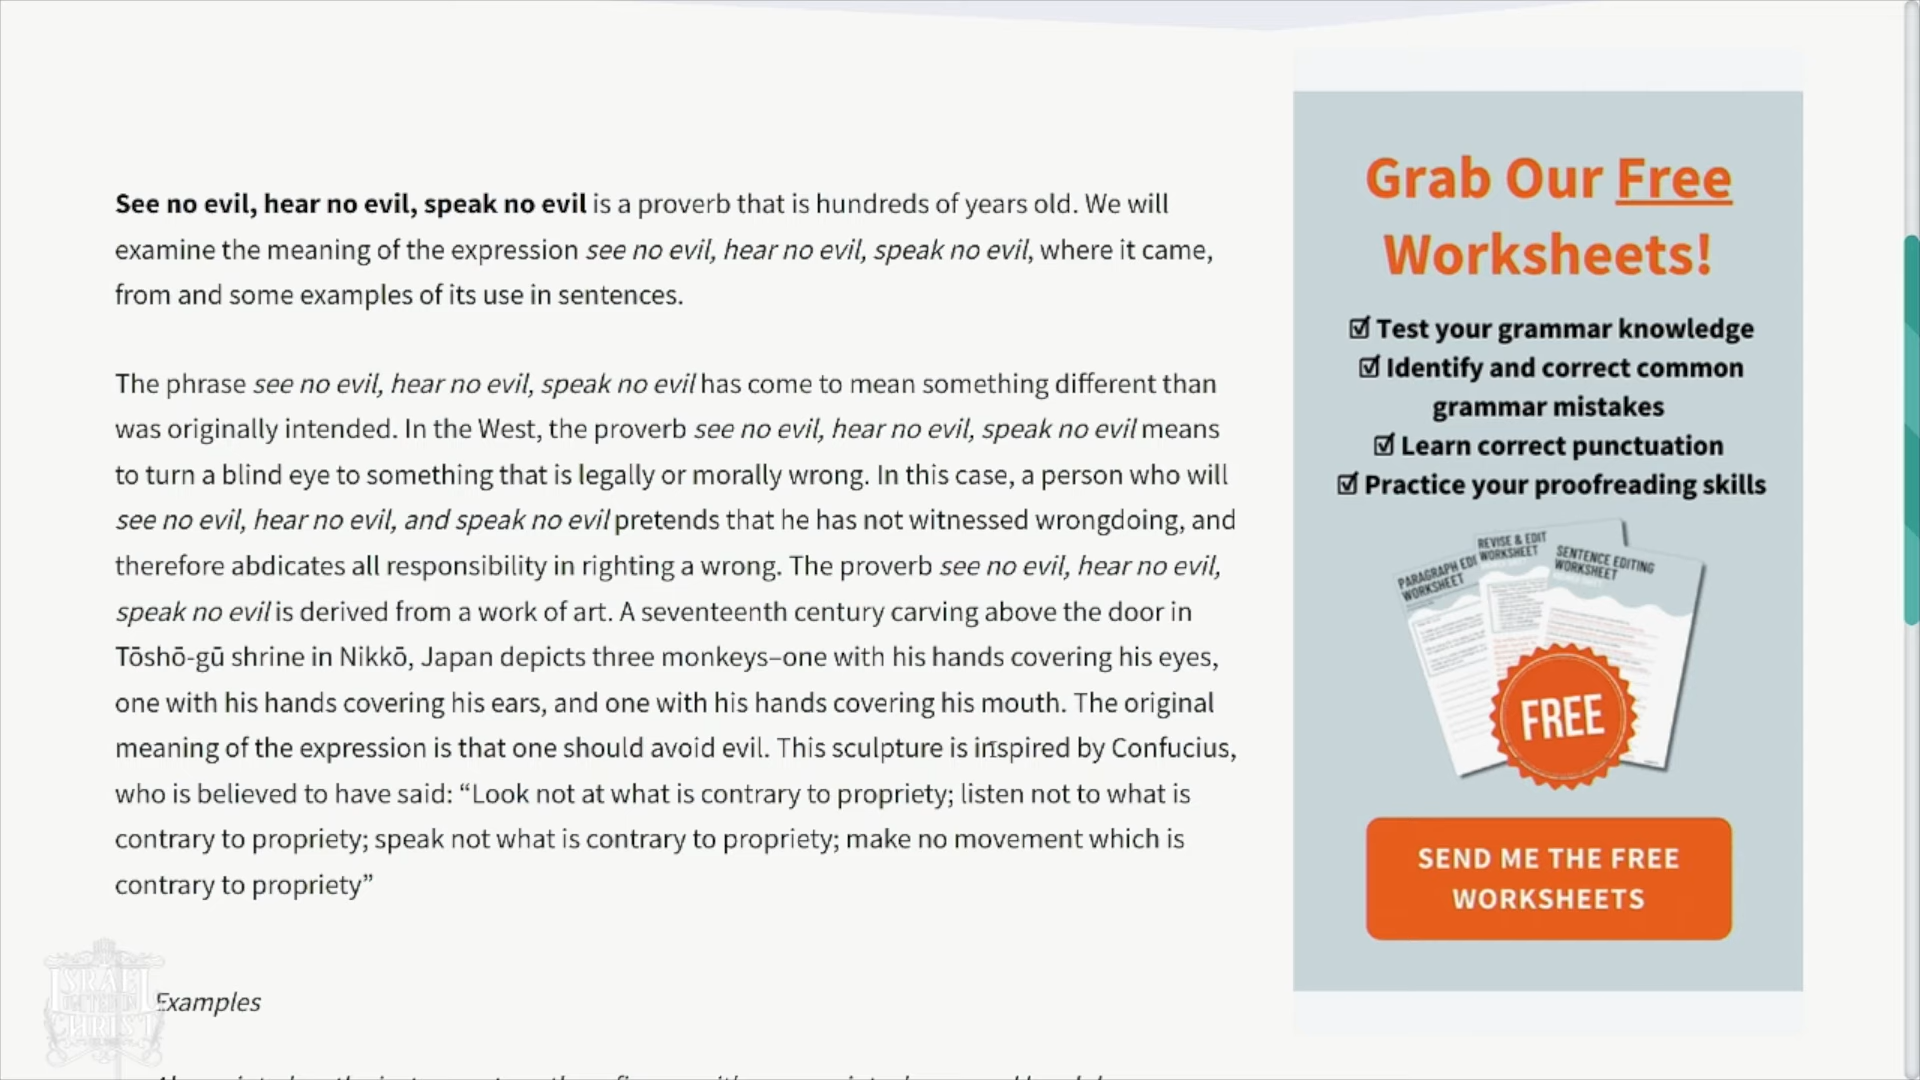 See no evil, hear no evil, speak no evil is a proverb that is hundreds of years old. We will
examine the meaning of the expression see no evil, hear no evil, speak no evil, where it came,
from and some examples of its use in sentences.
The phrase see no evil, hear no evil, speak no evil has come to mean something different than
was originally intended. In the West, the proverb see no evil, hear no evil, speak no evil means
to turn a blind eye to something that is legally or morally wrong. In this case, a person who will
see no evil, hear no evil, and speak no evil pretends that he has not witnessed wrongdoing, and
therefore abdicates all responsibility in righting a wrong. The proverb see no evil, hear no evil,
speak no evil is derived from a work of art. A seventeenth century carving above the door in
Tōshō-gū shrine in Nikkō, Japan depicts three monkeys–one with his hands covering his eyes,
one with his hands covering his ears, and one with his hands covering his mouth. The original
meaning of the expression is that one should avoid evil. This sculpture is inspired by Confucius,
who is believed to have said: “Look not at what is contrary to propriety; listen not to what is
contrary to propriety; speak not what is contrary to propriety; make no movement which is
contrary to propriety”
Examples
ISRAEL
UNITED IN
CHRIST
Grab Our Free
Worksheets!
☑ Test your grammar knowledge
☑ Identify and correct common
grammar mistakes
☑ Learn correct punctuation
☑ Practice your proofreading skills
PARAGRAPH
WORKSHEET
REVISE & EDIT
WORKSHEET
SENTENCE EDITING
WORKSHEET
FREE
SEND ME THE FREE
WORKSHEETS